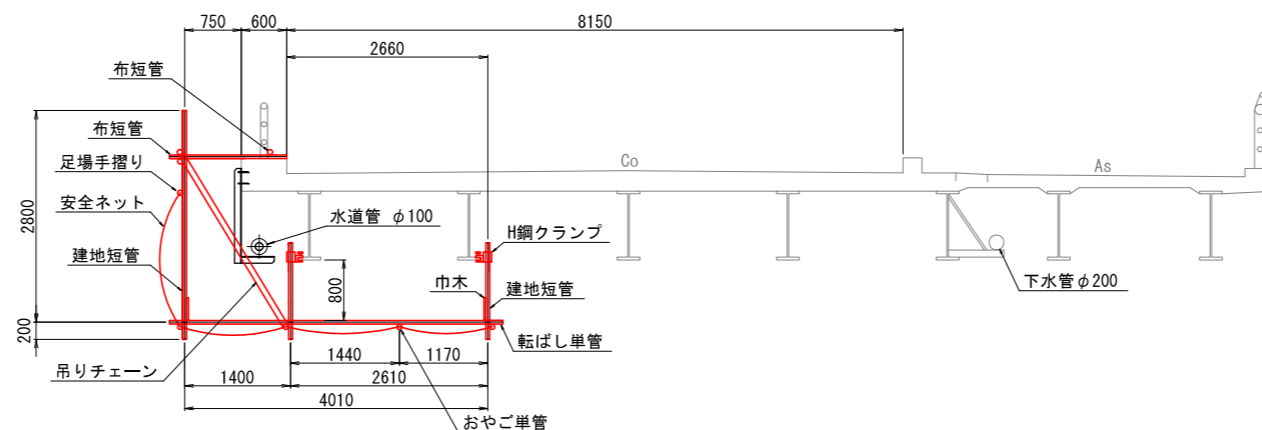 750
600
8150
2660
布短管
布短管
足場手摺り
安全ネット
建地短管
2800
200
吊りチェーン
水道管 φ100
H鋼クランプ
巾木
建地短管
800
転ばし単管
1440
1170
1400
2610
4010
おやご単管
Co
As
下水管φ200